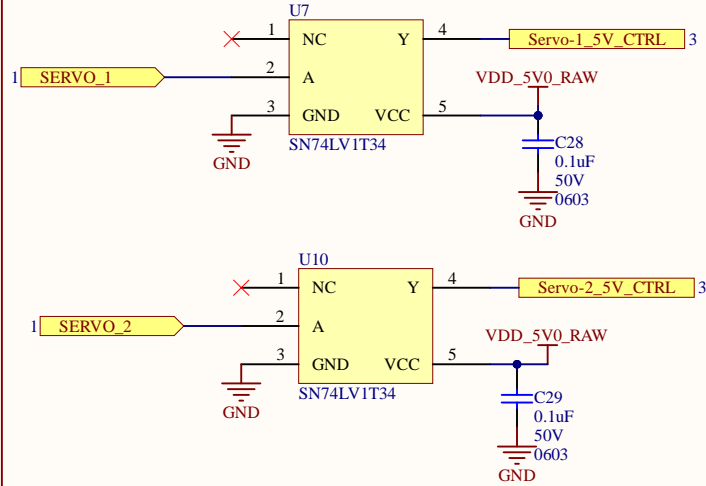 U7
1 NC Y 4 Servo-1_5V_CTRL 3
1 SERVO_1 2 A VDD_5V0_RAW
3 GND VCC 5
GND SN74LV1T34 C28
0.1uF
50V
0603
GND
U10
1 NC Y 4 Servo-2_5V_CTRL 3
1 SERVO_2 2 A VDD_5V0_RAW
3 GND VCC 5
GND SN74LV1T34 C29
0.1uF
50V
0603
GND